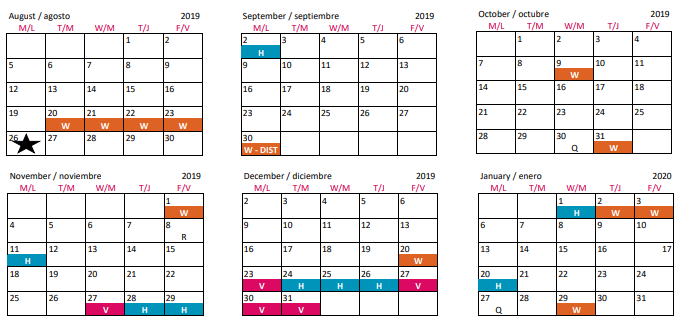 August / agosto 2019
M/L T/M W/M T/J F/V
1 2
5 6 7 8 9
12 13 14 15 16
19 20 21 22 23
W W W W
26 27 28 29 30
September / septiembre 2019
M/L T/M W/M T/J F/V
2 3 4 5 6
H
9 10 11 12 13
16 17 18 19 20
23 24 25 26 27
30
W - DIST
October / octubre 2019
M/L T/M W/M T/J F/V
1 2 3 4
7 8 9 10 11
W
14 15 16 17 18
21 22 23 24 25
28 29 30 31
Q W
November / noviembre 2019
M/L T/M W/M T/J F/V
1
W
4 5 6 7 8
R
11 12 13 14 15
H
18 19 20 21 22
25 26 27 28 29
V H H
December / diciembre 2019
M/L T/M W/M T/J F/V
2 3 4 5 6
9 10 11 12 13
16 17 18 19 20
W
23 24 25 26 27
V H H H V
30 31
V V
January / enero 2020
M/L T/M W/M T/J F/V
1 2 3
H W W
6 7 8 9 10
13 14 15 16 17
20 21 22 23 24
H
27 28 29 30 31
Q W